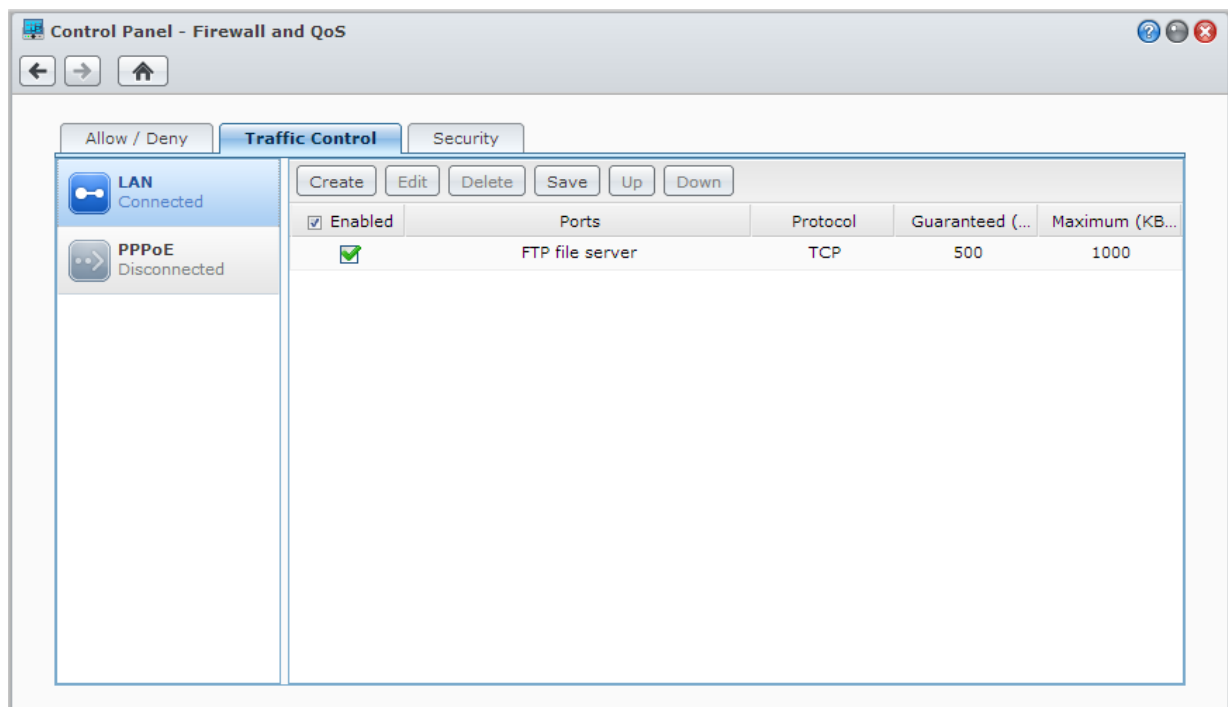 Control Panel - Firewall and QoS
Allow / Deny Traffic Control Security
LAN
Connected
PPPoE
Disconnected
Create Edit Delete Save Up Down
Enabled Ports Protocol Guaranteed (... Maximum (KB...
FTP file server TCP 500 1000